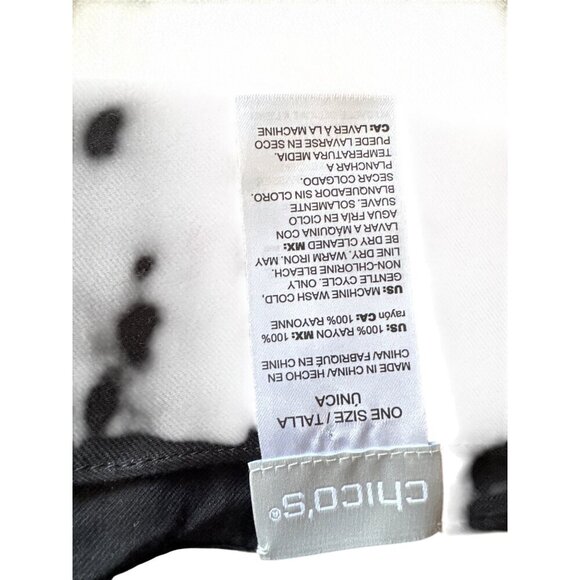 chico's®
ONE SIZE / TALLA
ÚNICA
MADE IN CHINA/ HECHO EN
CHINA/ FABRIQUÉ EN CHINE
US: 100% RAYON MX: 100%
rayón CA: 100% RAYONNE
US: MACHINE WASH COLD,
GENTLE CYCLE. ONLY
NON-CHLORINE BLEACH.
LINE DRY. WARM IRON. MAY
BE DRY CLEANED MX:
LAVAR A MÁQUINA CON
AGUA FRÍA EN CICLO
SUAVE. SOLAMENTE
BLANQUEADOR SIN CLORO.
SECAR COLGADO.
PLANCHAR A
TEMPERATURA MEDIA.
PUEDE LAVARSE EN SECO
CA: LAVER À LA MACHINE